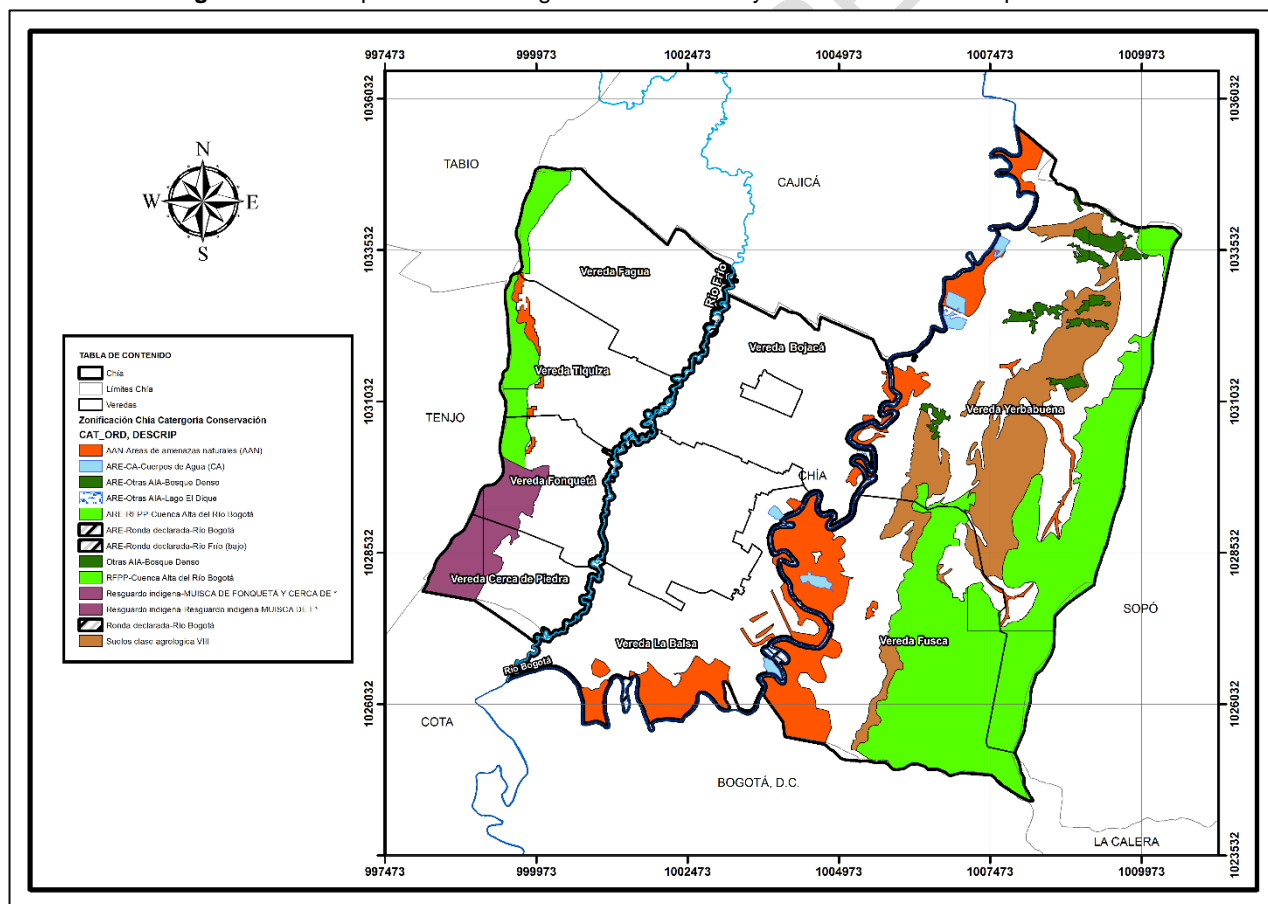 997473 999973 1002473 1004973 1007473 1009973
1036032 1036032
TABIO
CAJICÁ
N
W E
S
1033532 1033532
Vereda Fagua
Río Frío
Vereda Bojacá
TABLA DE CONTENIDO
Chía
Límites Chía
Veredas
Zonificación Chía Catergoría Conservación
CAT_ORD, DESCRIP
AAN Areas de amenazas naturales (AAN)
ARE-CA-Cuerpos de Agua (CA)
ARE-Otras AIA-Bosque Denso
ARE-Otras AIA-Lago El Dique
ARE-RFPP-Cuenca Alta del Río Bogotá
ARE-Ronda declarada-Río Bogotá
ARE-Ronda declarada-Río Frío (bajo)
Otras AIA-Bosque Denso
RFPP-Cuenca Alta del Río Bogotá
Resguardo indigena-MUISCA DE FONQUETÁ Y CERCA DE
Resguardo indigena-Resguardo indigena MUISCA DE
Ronda declarada-Río Bogotá
Suelos clase agrologica VIII
Vereda Tiquiza
1031032 1031032
Vereda Yerbabuena
TENJO
CHÍA
Vereda Fonquetá
1028532 1028532
Vereda Cerca de Piedra
SOPÓ
Vereda La Balsa
Vereda Fusca
Río Bogotá
1026032 1026032
COTA
BOGOTÁ, D.C.
LA CALERA
1023532 1023532
997473 999973 1002473 1004973 1007473 1009973